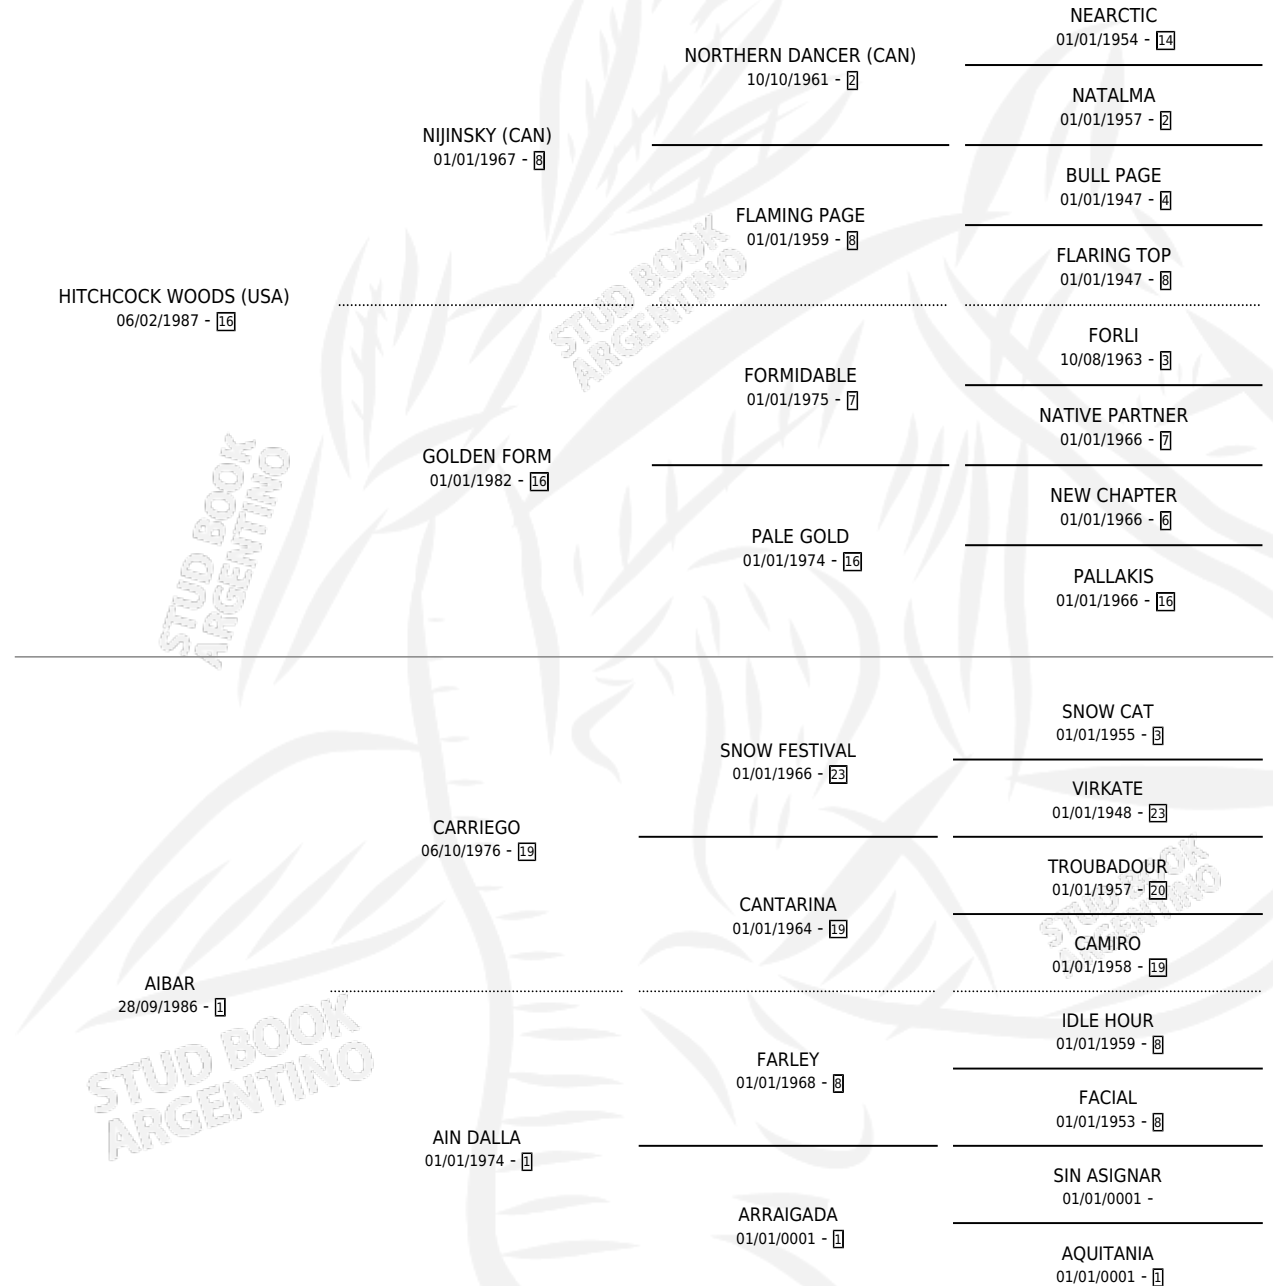 NEARCTIC
01/01/1954 - 14
NORTHERN DANCER (CAN)
10/10/1961 - 2
NATALMA
01/01/1957 - 2
NIJINSKY (CAN)
01/01/1967 - 8
BULL PAGE
01/01/1947 - 4
FLAMING PAGE
01/01/1959 - 8
FLARING TOP
01/01/1947 - 8
HITCHCOCK WOODS (USA)
06/02/1987 - 16
STUD BOOK
ARGENTINO
FORLI
10/08/1963 - 3
FORMIDABLE
01/01/1975 - 7
NATIVE PARTNER
01/01/1966 - 7
GOLDEN FORM
01/01/1982 - 16
NEW CHAPTER
01/01/1966 - 6
PALE GOLD
01/01/1974 - 16
PALLAKIS
01/01/1966 - 16
STUD BOOK
ARGENTINO
SNOW CAT
01/01/1955 - 3
SNOW FESTIVAL
01/01/1966 - 23
VIRKATE
01/01/1948 - 23
CARRIEGO
06/10/1976 - 19
TROUBADOUR
01/01/1957 - 20
STUD BOOK
ARGENTINO
CANTARINA
01/01/1964 - 19
CAMIRO
01/01/1958 - 19
AIBAR
28/09/1986 - 1
IDLE HOUR
01/01/1959 - 8
FARLEY
01/01/1968 - 8
FACIAL
01/01/1953 - 8
STUD BOOK
ARGENTINO
AIN DALLA
01/01/1974 - 1
SIN ASIGNAR
01/01/0001 -
ARRAIGADA
01/01/0001 - 1
AQUITANIA
01/01/0001 - 1